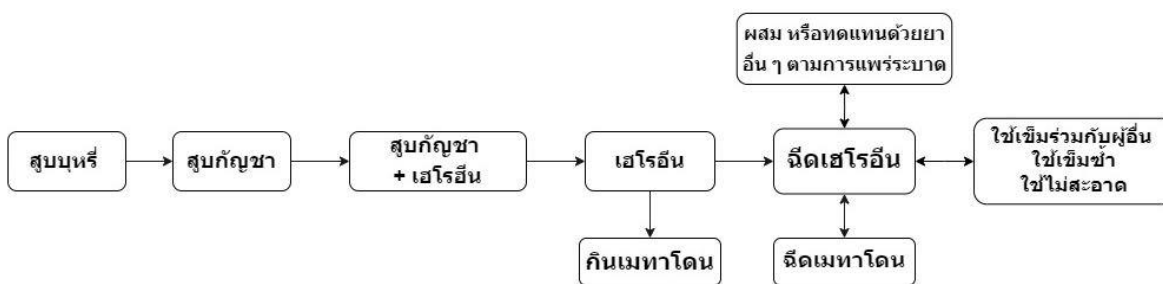 ผสม หรือทดแทนด้วยยา
อื่น ๆ ตามการแพร่ระบาด
สูบบุหรี่
สูบกัญชา
สูบกัญชา
+ เฮโรฮีน
เฮโรอีน
ฉีดเฮโรอีน
ใช้เข็มร่วมกับผู้อื่น
ใช้เข็มซ้ำ
ใช้ไม่สะอาด
กินเมทาโดน
ฉีดเมทาโดน